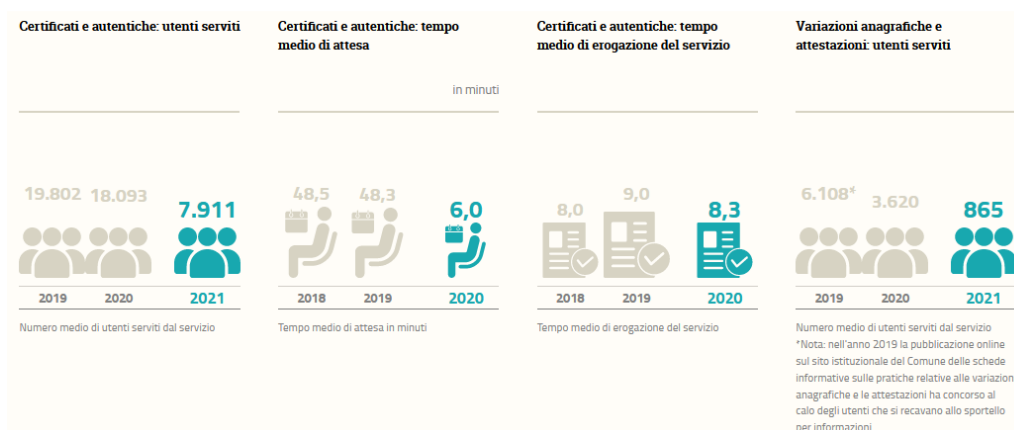 Certificati e autentiche: utenti serviti
19.802
18.093
7.911
2019
2020
2021
Numero medio di utenti serviti dal servizio
Certificati e autentiche: tempo
medio di attesa
in minuti
48,5
48,3
6,0
2018
2019
2020
Tempo medio di attesa in minuti
Certificati e autentiche: tempo
medio di erogazione del servizio
8,0
9,0
8,3
2018
2019
2020
Tempo medio di erogazione del servizio
Variazioni anagrafiche e
attestazioni: utenti serviti
6.108*
3.620
865
2019
2020
2021
Numero medio di utenti serviti dal servizio
*Nota: nell'anno 2019 la pubblicazione online
sul sito istituzionale del Comune delle schede
informative sulle pratiche relative alle variazion
anagrafiche e le attestazioni ha concorso al
calo degli utenti che si recavano allo sportello
per informazioni